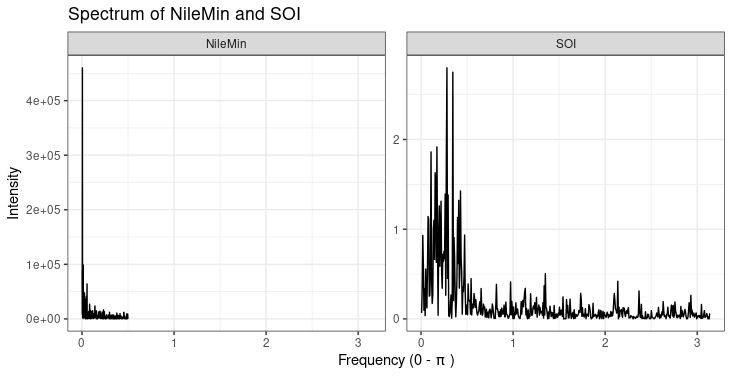 Spectrum of NileMin and SOI
NileMin
SOI
Intensity
4e+05
3e+05
2e+05
1e+05
0e+00
2
1
0
0 1 2 3
0 1 2 3
Frequency (0 - π )